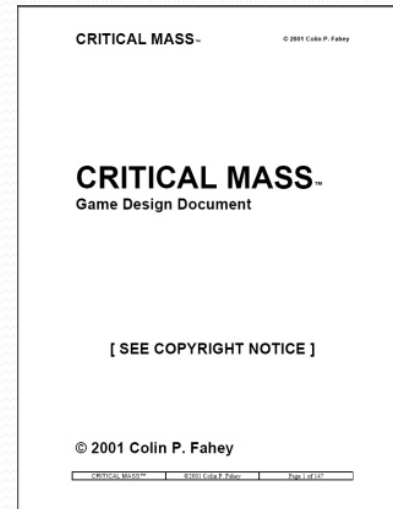 CRITICAL MASS™ © 2001 Colin P. Fahey
CRITICAL MASS™
Game Design Document
[ SEE COPYRIGHT NOTICE ]
© 2001 Colin P. Fahey
CRITICAL MASS™ ©2001 Colin P. Fahey Page 1 of 147